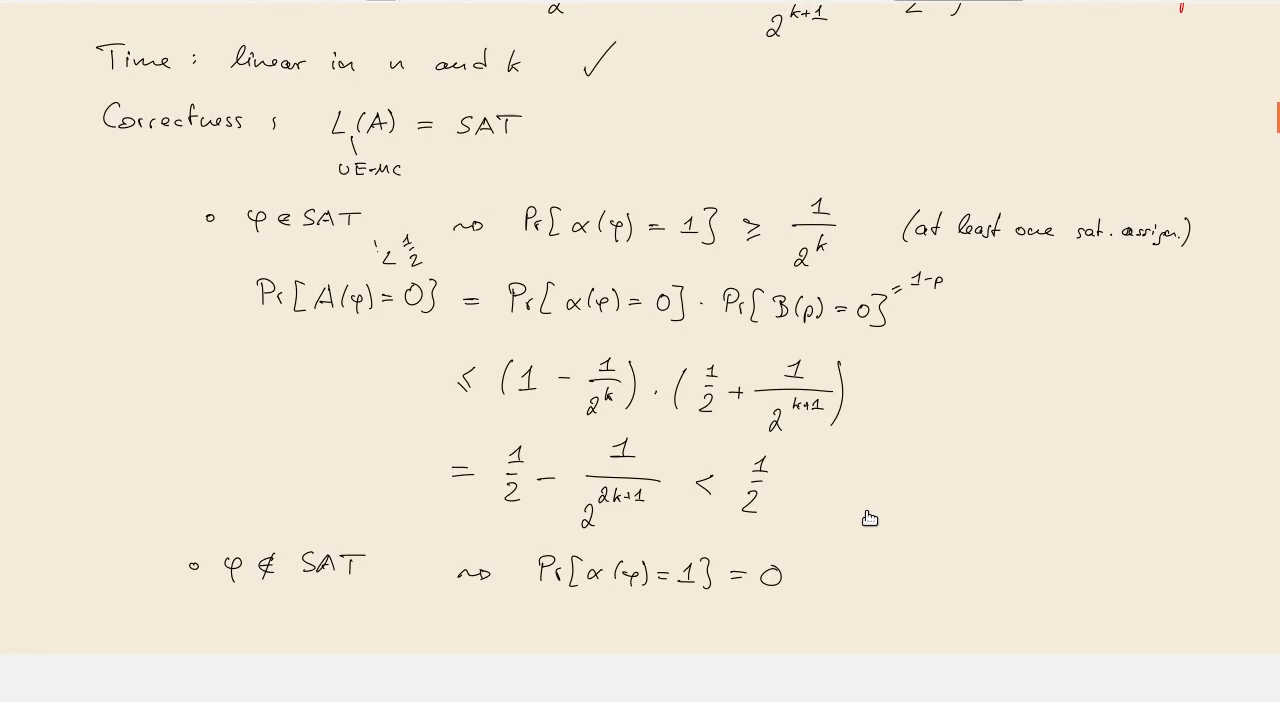 α 2^{k+1}
Time : linear in n and k ✓
Correctness : L(A) = SAT
UE-MC
∘ φ ∈ SAT ⇝ Pr[α(φ) = 1] ≥ 1/2^k (at least one sat. assign.)
! < 1/2
Pr[A(φ) = 0] = Pr[α(φ) = 0] · Pr[B(p) = 0] = 1-p
≤ (1 - 1/2^k) · (1/2 + 1/2^{k+1})
= 1/2 - 1/2^{2k+1} < 1/2
∘ φ ∉ SAT ⇝ Pr[α(φ) = 1] = 0